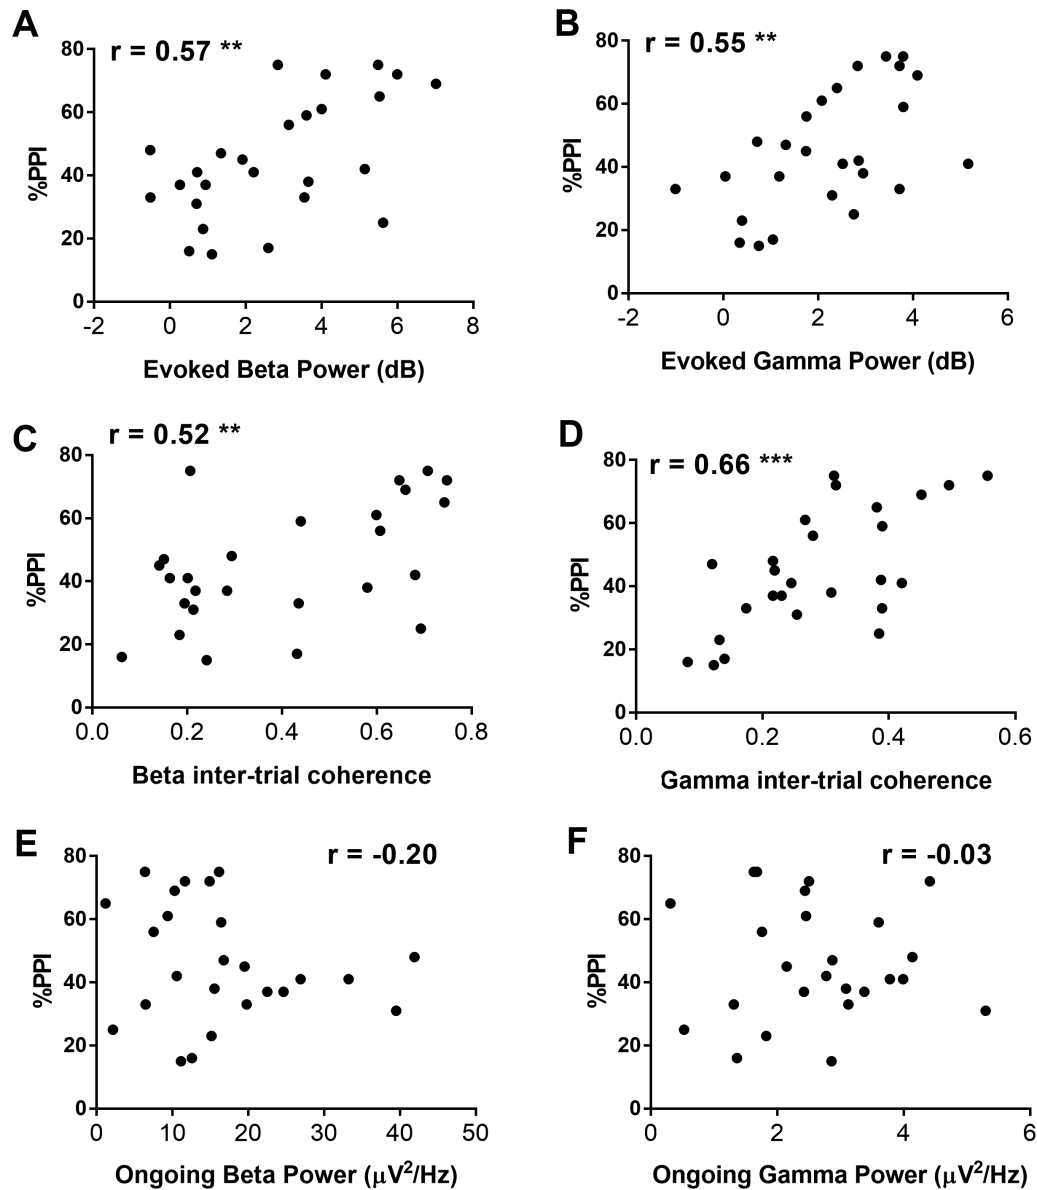 A
r = 0.57 **
%PPI
80
60
40
20
0
-2 0 2 4 6 8
Evoked Beta Power (dB)
B
r = 0.55 **
%PPI
80
60
40
20
0
-2 0 2 4 6
Evoked Gamma Power (dB)
C
r = 0.52 **
%PPI
80
60
40
20
0
0.0 0.2 0.4 0.6 0.8
Beta inter-trial coherence
D
r = 0.66 ***
%PPI
80
60
40
20
0
0.0 0.2 0.4 0.6
Gamma inter-trial coherence
E
r = -0.20
%PPI
80
60
40
20
0
0 10 20 30 40 50
Ongoing Beta Power (μV²/Hz)
F
r = -0.03
%PPI
80
60
40
20
0
0 2 4 6
Ongoing Gamma Power (μV²/Hz)